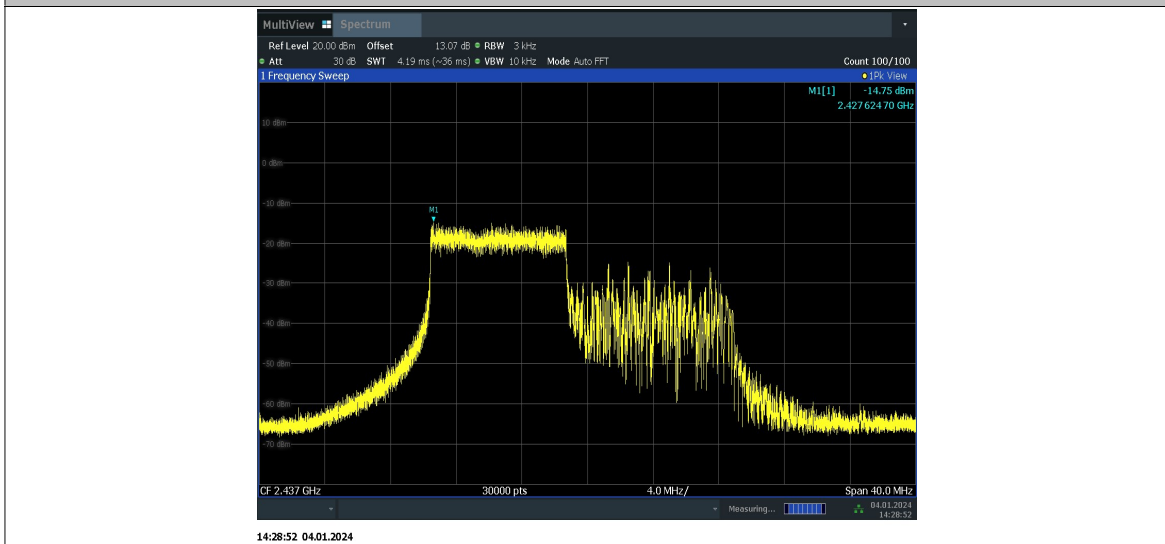 MultiView Spectrum
Ref Level 20.00 dBm Offset 13.07 dB RBW 3 kHz
Att 30 dB SWT 4.19 ms (~36 ms) VBW 10 kHz Mode Auto FFT Count 100/100
1 Frequency Sweep 1Pk View
M1[1] -14.75 dBm
2.427 624 70 GHz
10 dBm
0 dBm
-10 dBm
M1
-20 dBm
-30 dBm
-40 dBm
-50 dBm
-60 dBm
-70 dBm
CF 2.437 GHz 30000 pts 4.0 MHz/ Span 40.0 MHz
Measuring... 04.01.2024
14:28:52
14:28:52 04.01.2024